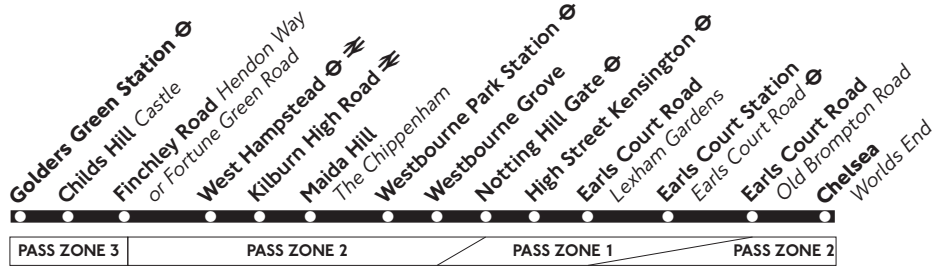 Golders Green Station
Childs Hill Castle
Finchley Road Hendon Way
or Fortune Green Road
West Hampstead
Kilburn High Road
Maida Hill
The Chippenham
Westbourne Park Station
Westbourne Grove
Notting Hill Gate
High Street Kensington
Earls Court Road
Lexham Gardens
Earls Court Station
Earls Court Road
Earls Court Road
Old Brompton Road
Chelsea
Worlds End
PASS ZONE 3
PASS ZONE 2
PASS ZONE 1
PASS ZONE 2